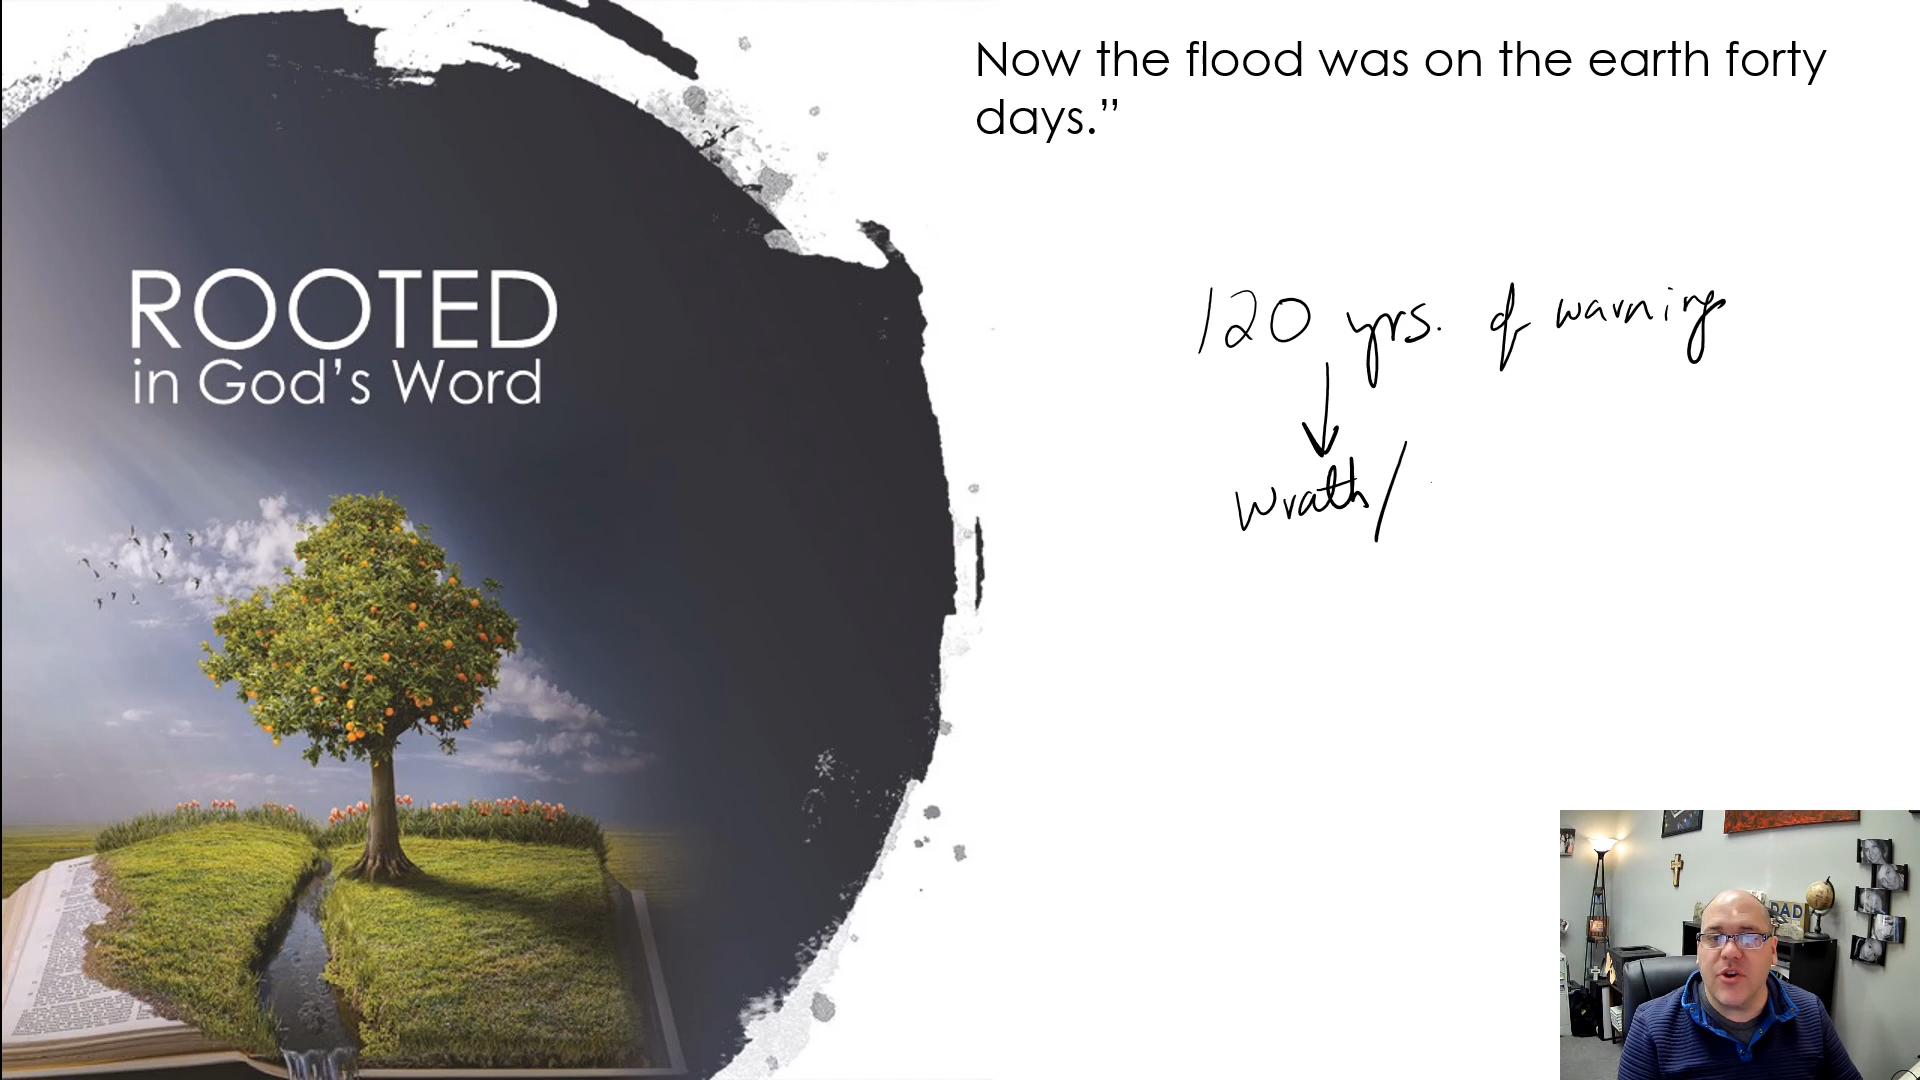 Now the flood was on the earth forty
days.”
ROOTED
in God’s Word
120 yrs. of warning
Wrath/
DAD